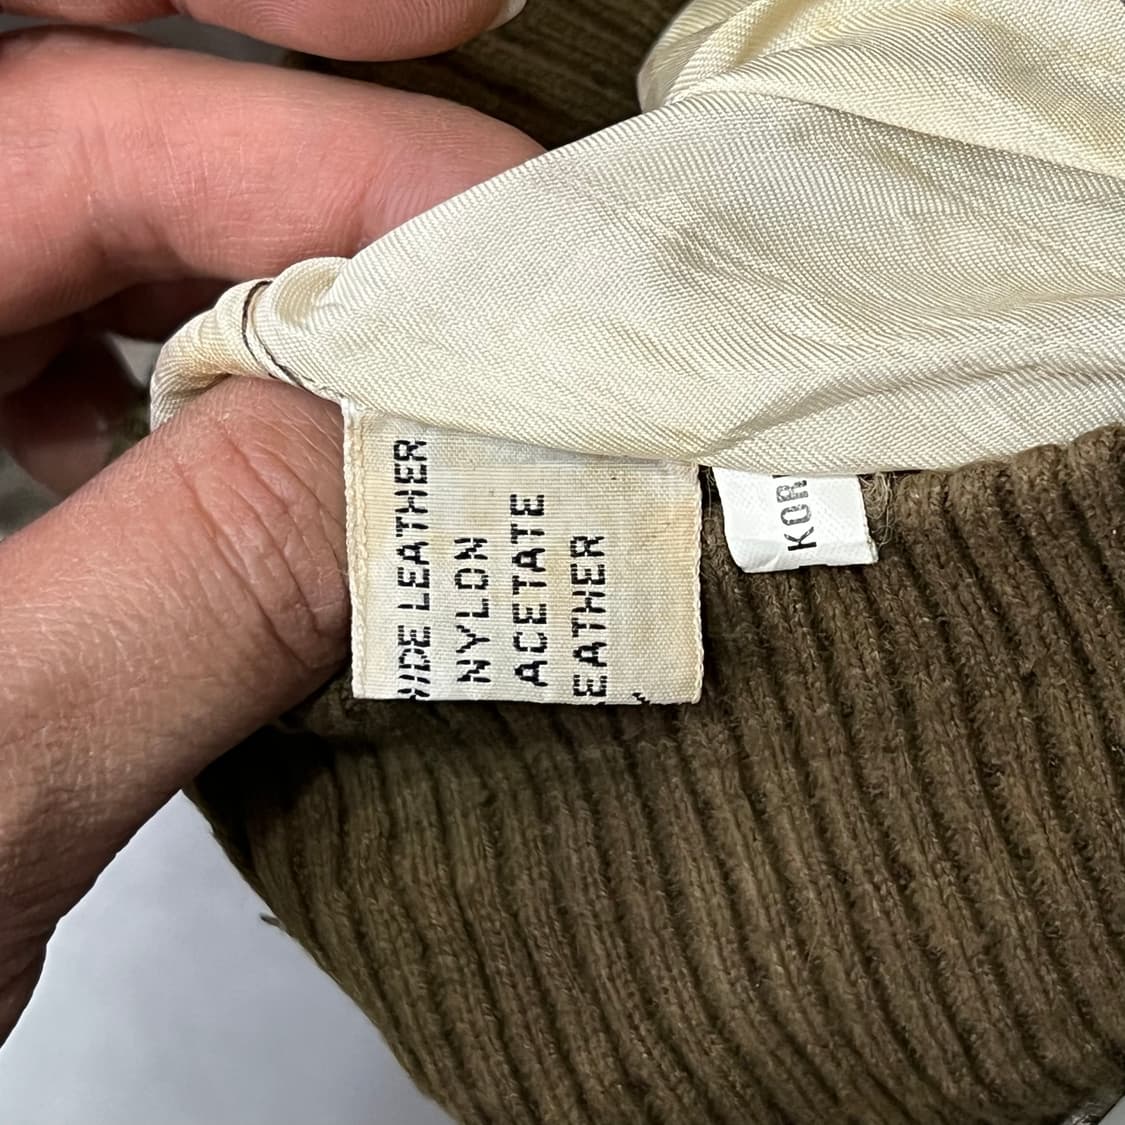 IDE LEATHER
NYLON
ACETATE
EATHER
KOR